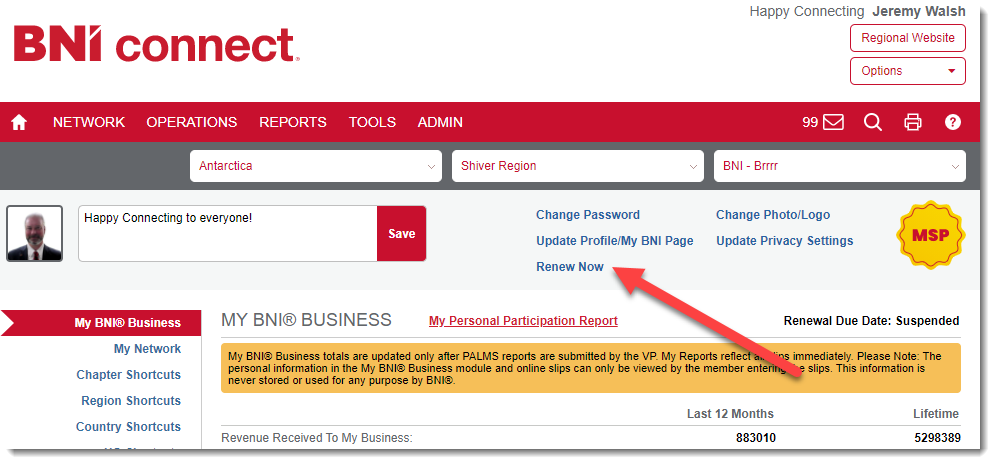 Happy Connecting Jeremy Walsh
BNI connect®
Regional Website
Options
NETWORK OPERATIONS REPORTS TOOLS ADMIN 99 ?
Antarctica Shiver Region BNI - Brrrr
Happy Connecting to everyone!
Save
Change Password Change Photo/Logo
Update Profile/My BNI Page Update Privacy Settings
Renew Now
MSP
My BNI® Business
My Network
Chapter Shortcuts
Region Shortcuts
Country Shortcuts
MY BNI® BUSINESS My Personal Participation Report Renewal Due Date: Suspended
My BNI® Business totals are updated only after PALMS reports are submitted by the VP. My Reports reflect all slips immediately. Please Note: The
personal information in the My BNI® Business module and online slips can only be viewed by the member entering the slips. This information is
never stored or used for any purpose by BNI®.
Last 12 Months Lifetime
Revenue Received To My Business: 883010 5298389